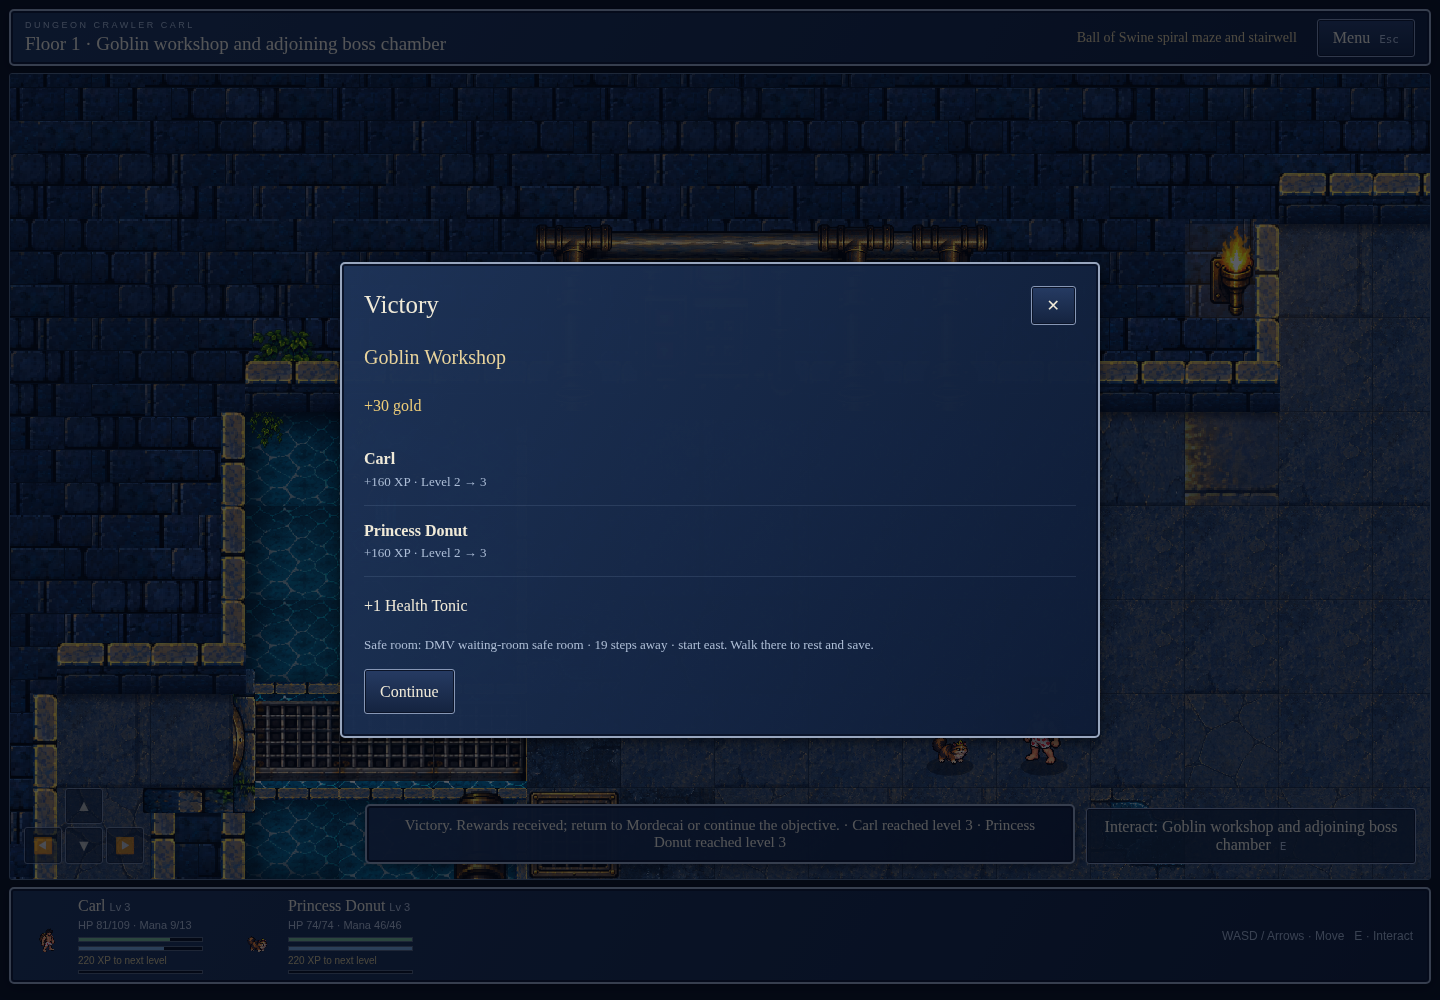 DUNGEON CRAWLER CARL
Floor 1 · Goblin workshop and adjoining boss chamber
Ball of Swine spiral maze and stairwell
Menu Esc
Victory
✕
Goblin Workshop
+30 gold
Carl
+160 XP · Level 2 → 3
Princess Donut
+160 XP · Level 2 → 3
+1 Health Tonic
Safe room: DMV waiting-room safe room · 19 steps away · start east. Walk there to rest and save.
Continue
Victory. Rewards received; return to Mordecai or continue the objective. · Carl reached level 3 · Princess
Donut reached level 3
Interact: Goblin workshop and adjoining boss
chamber E
Carl Lv 3
HP 81/109 · Mana 9/13
220 XP to next level
Princess Donut Lv 3
HP 74/74 · Mana 46/46
220 XP to next level
WASD / Arrows · Move E · Interact